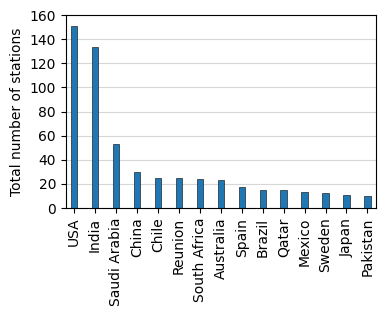 Total number of stations
160
140
120
100
80
60
40
20
0
USA
India
Saudi Arabia
China
Chile
Reunion
South Africa
Australia
Spain
Brazil
Qatar
Mexico
Sweden
Japan
Pakistan